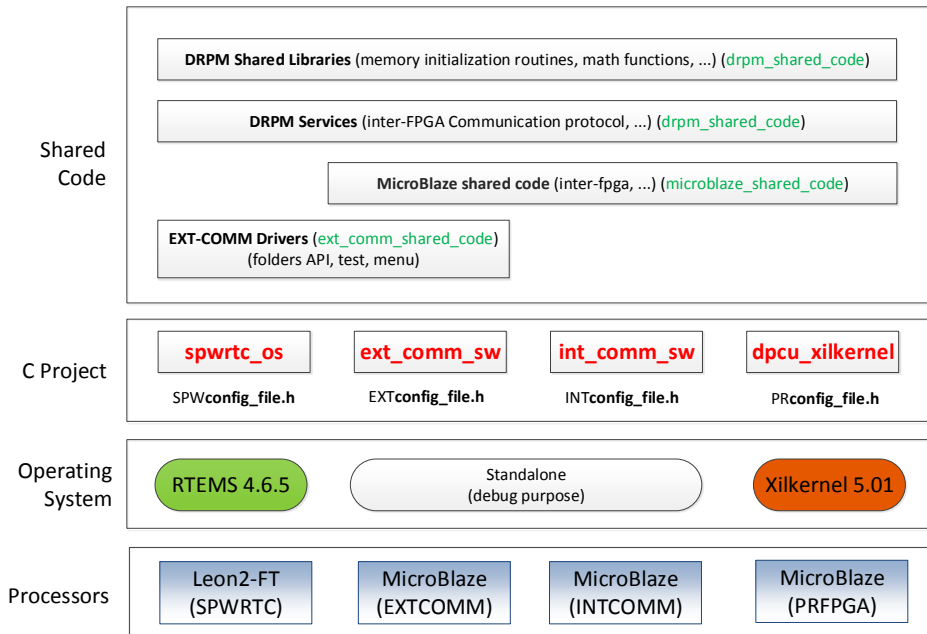 DRPM Shared Libraries (memory initialization routines, math functions, ...) (drpm_shared_code)
DRPM Services (inter-FPGA Communication protocol, ...) (drpm_shared_code)
Shared
Code
MicroBlaze shared code (inter-fpga, ...) (microblaze_shared_code)
EXT-COMM Drivers (ext_comm_shared_code)
(folders API, test, menu)
C Project
spwrtc_os
ext_comm_sw
int_comm_sw
dpcu_xilkernel
SPWconfig_file.h
EXTconfig_file.h
INTconfig_file.h
PRconfig_file.h
Operating
System
RTEMS 4.6.5
Standalone
(debug purpose)
Xilkernel 5.01
Processors
Leon2-FT
(SPWRTC)
MicroBlaze
(EXTCOMM)
MicroBlaze
(INTCOMM)
MicroBlaze
(PRFPGA)